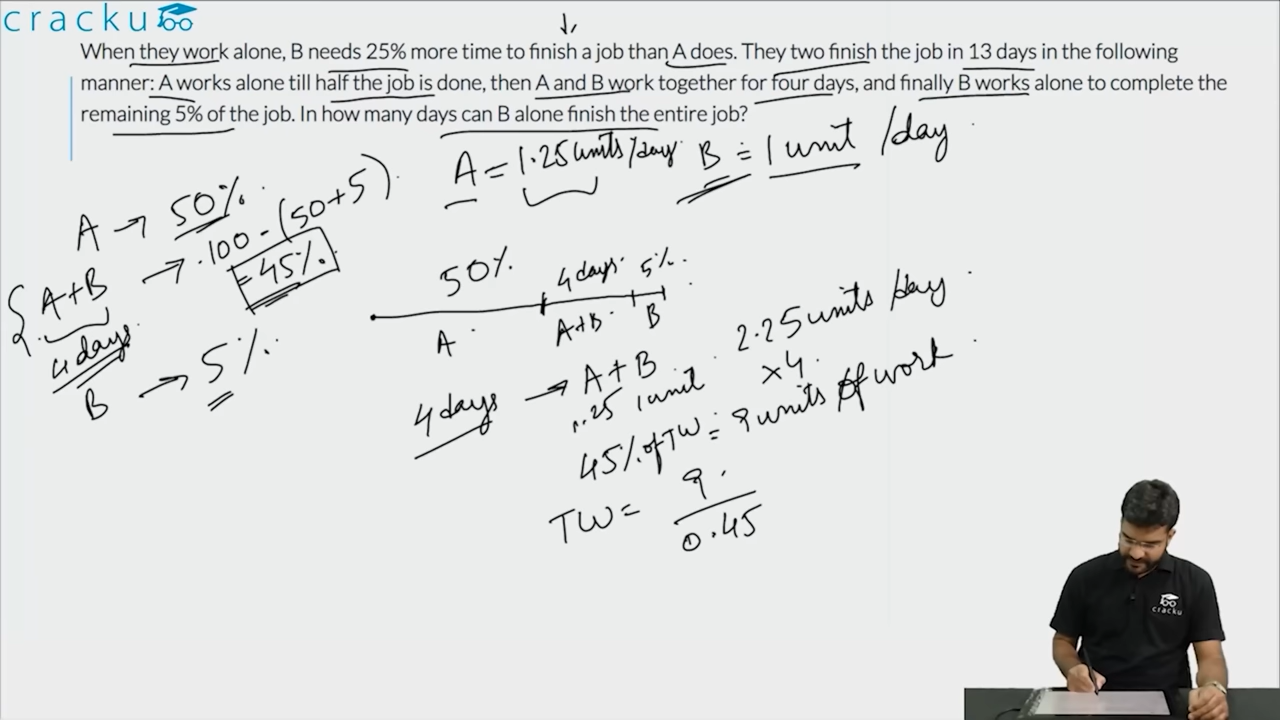 cracku
When they work alone, B needs 25% more time to finish a job than A does. They two finish the job in 13 days in the following
manner: A works alone till half the job is done, then A and B work together for four days, and finally B works alone to complete the
remaining 5% of the job. In how many days can B alone finish the entire job?
A = 1.25 units/day. B = 1 unit /day
A → 50%
A+B → 100 - (50+5)
= 45%.
4 days
B → 5%.
50% 4 days 5%
A A+B B
4 days → A+B 2.25 units/day
1.25 1 unit ×4
45% of TW = 9 units of work
TW = 9
0.45
cracku